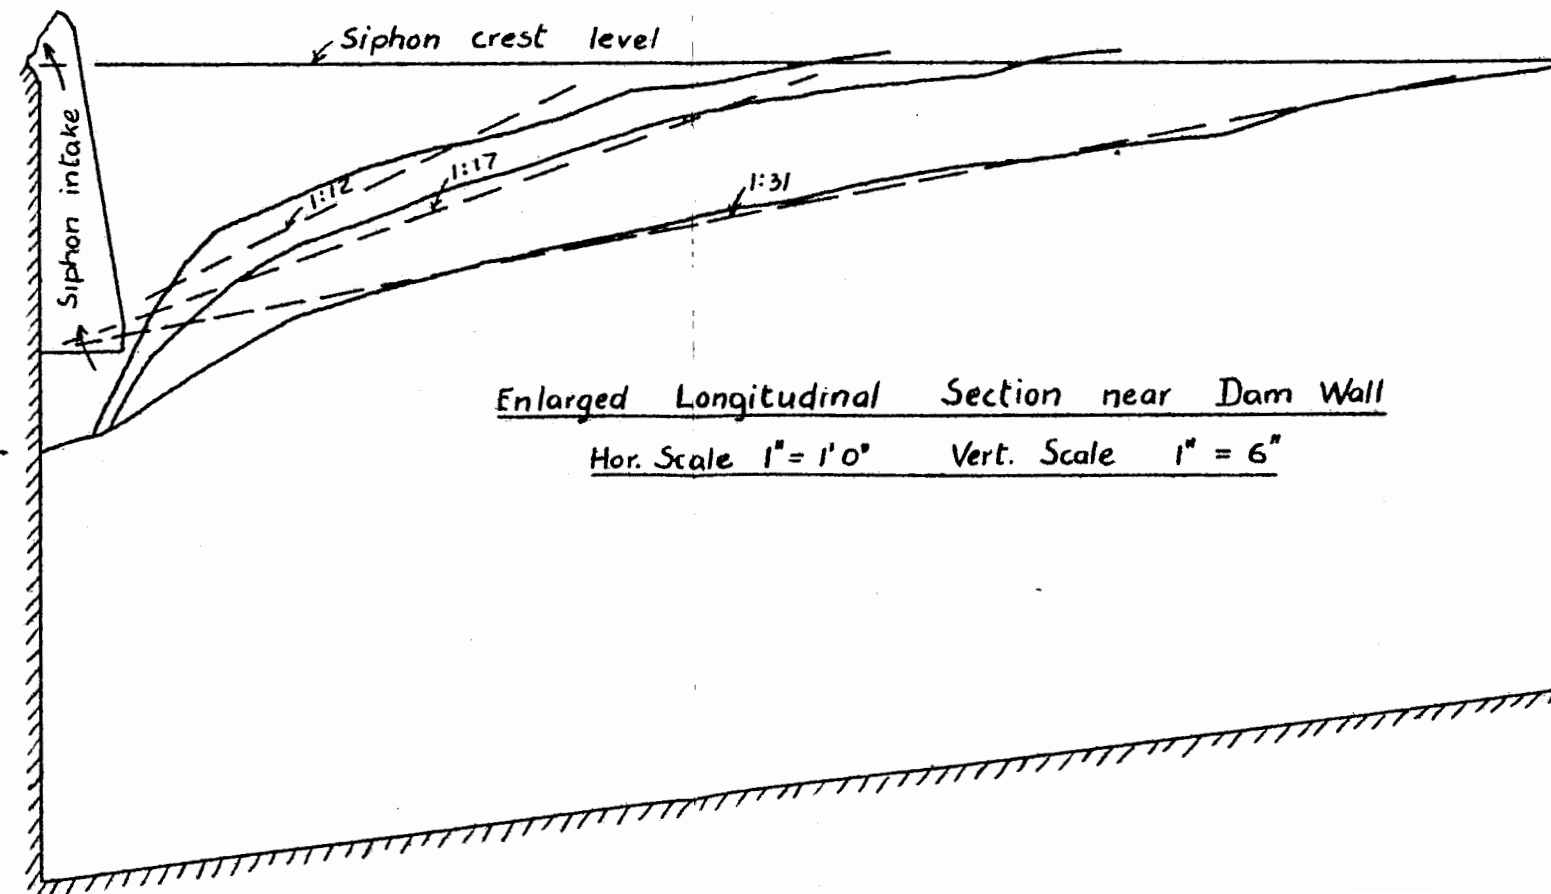 Siphon crest level
Siphon intake
1:12
1:17
1:31
Enlarged Longitudinal Section near Dam Wall
Hor. Scale 1" = 1'0" Vert. Scale 1" = 6"